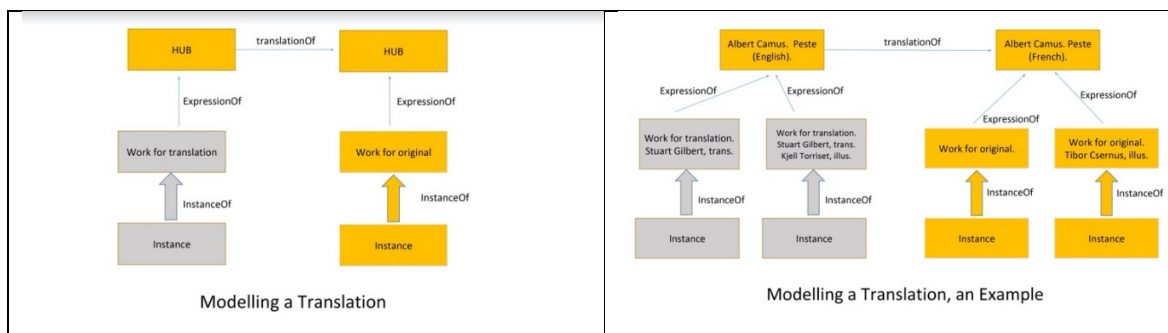 HUB
translationOf
HUB
ExpressionOf
ExpressionOf
Work for translation
Work for original
InstanceOf
InstanceOf
Instance
Instance
Modelling a Translation
Albert Camus. Peste
(English).
translationOf
Albert Camus. Peste
(French).
ExpressionOf
ExpressionOf
ExpressionOf
ExpressionOf
Work for translation.
Stuart Gilbert, trans.
Work for translation.
Stuart Gilbert, trans.
Kjell Torriset, illus.
Work for original.
Work for original.
Tibor Csernus, illus.
InstanceOf
InstanceOf
InstanceOf
InstanceOf
Instance
Instance
Instance
Instance
Modelling a Translation, an Example